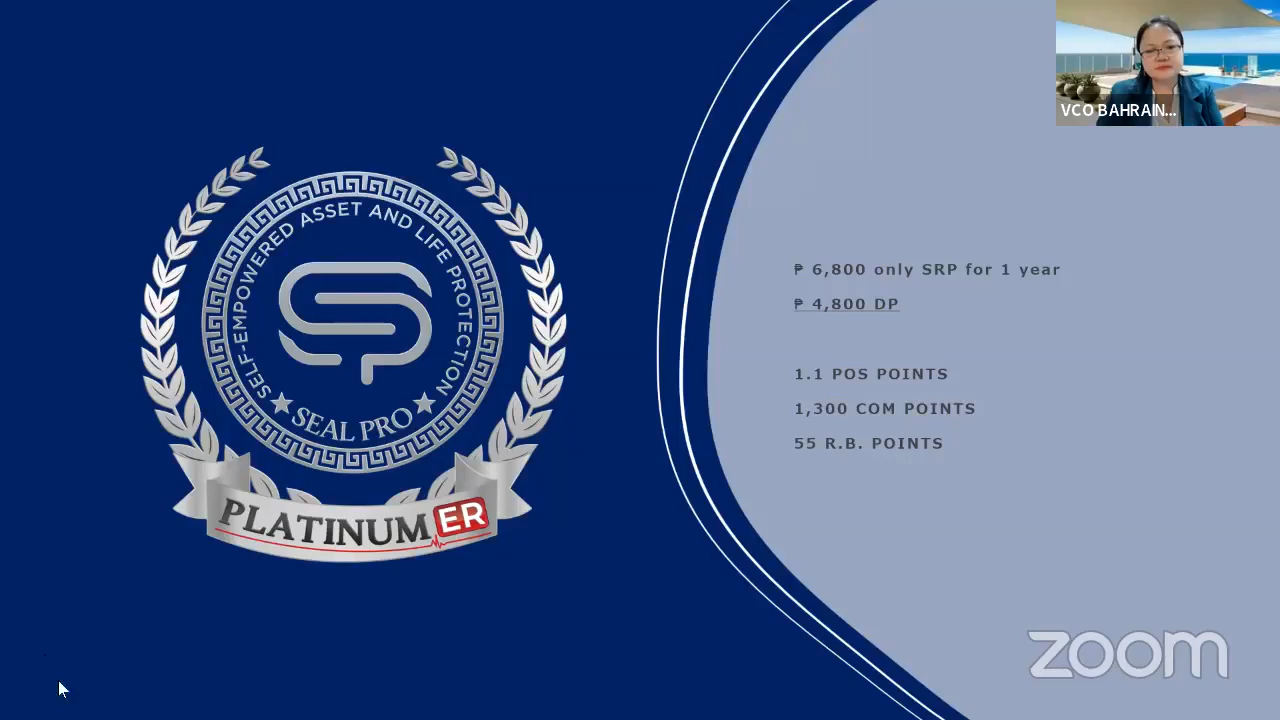 VCO BAHRAIN...
SELF-EMPOWERED ASSET AND LIFE PROTECTION
SP
SEAL PRO
PLATINUM ER
₱ 6,800 only SRP for 1 year
₱ 4,800 DP
1.1 POS POINTS
1,300 COM POINTS
55 R.B. POINTS
zoom